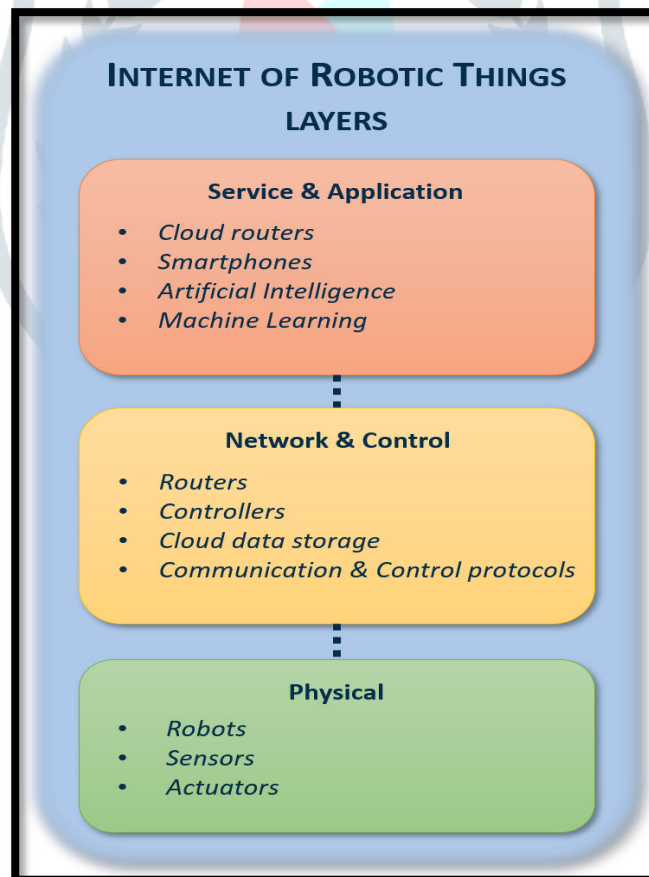 INTERNET OF ROBOTIC THINGS
LAYERS
Service & Application
• Cloud routers
• Smartphones
• Artificial Intelligence
• Machine Learning
Network & Control
• Routers
• Controllers
• Cloud data storage
• Communication & Control protocols
Physical
• Robots
• Sensors
• Actuators